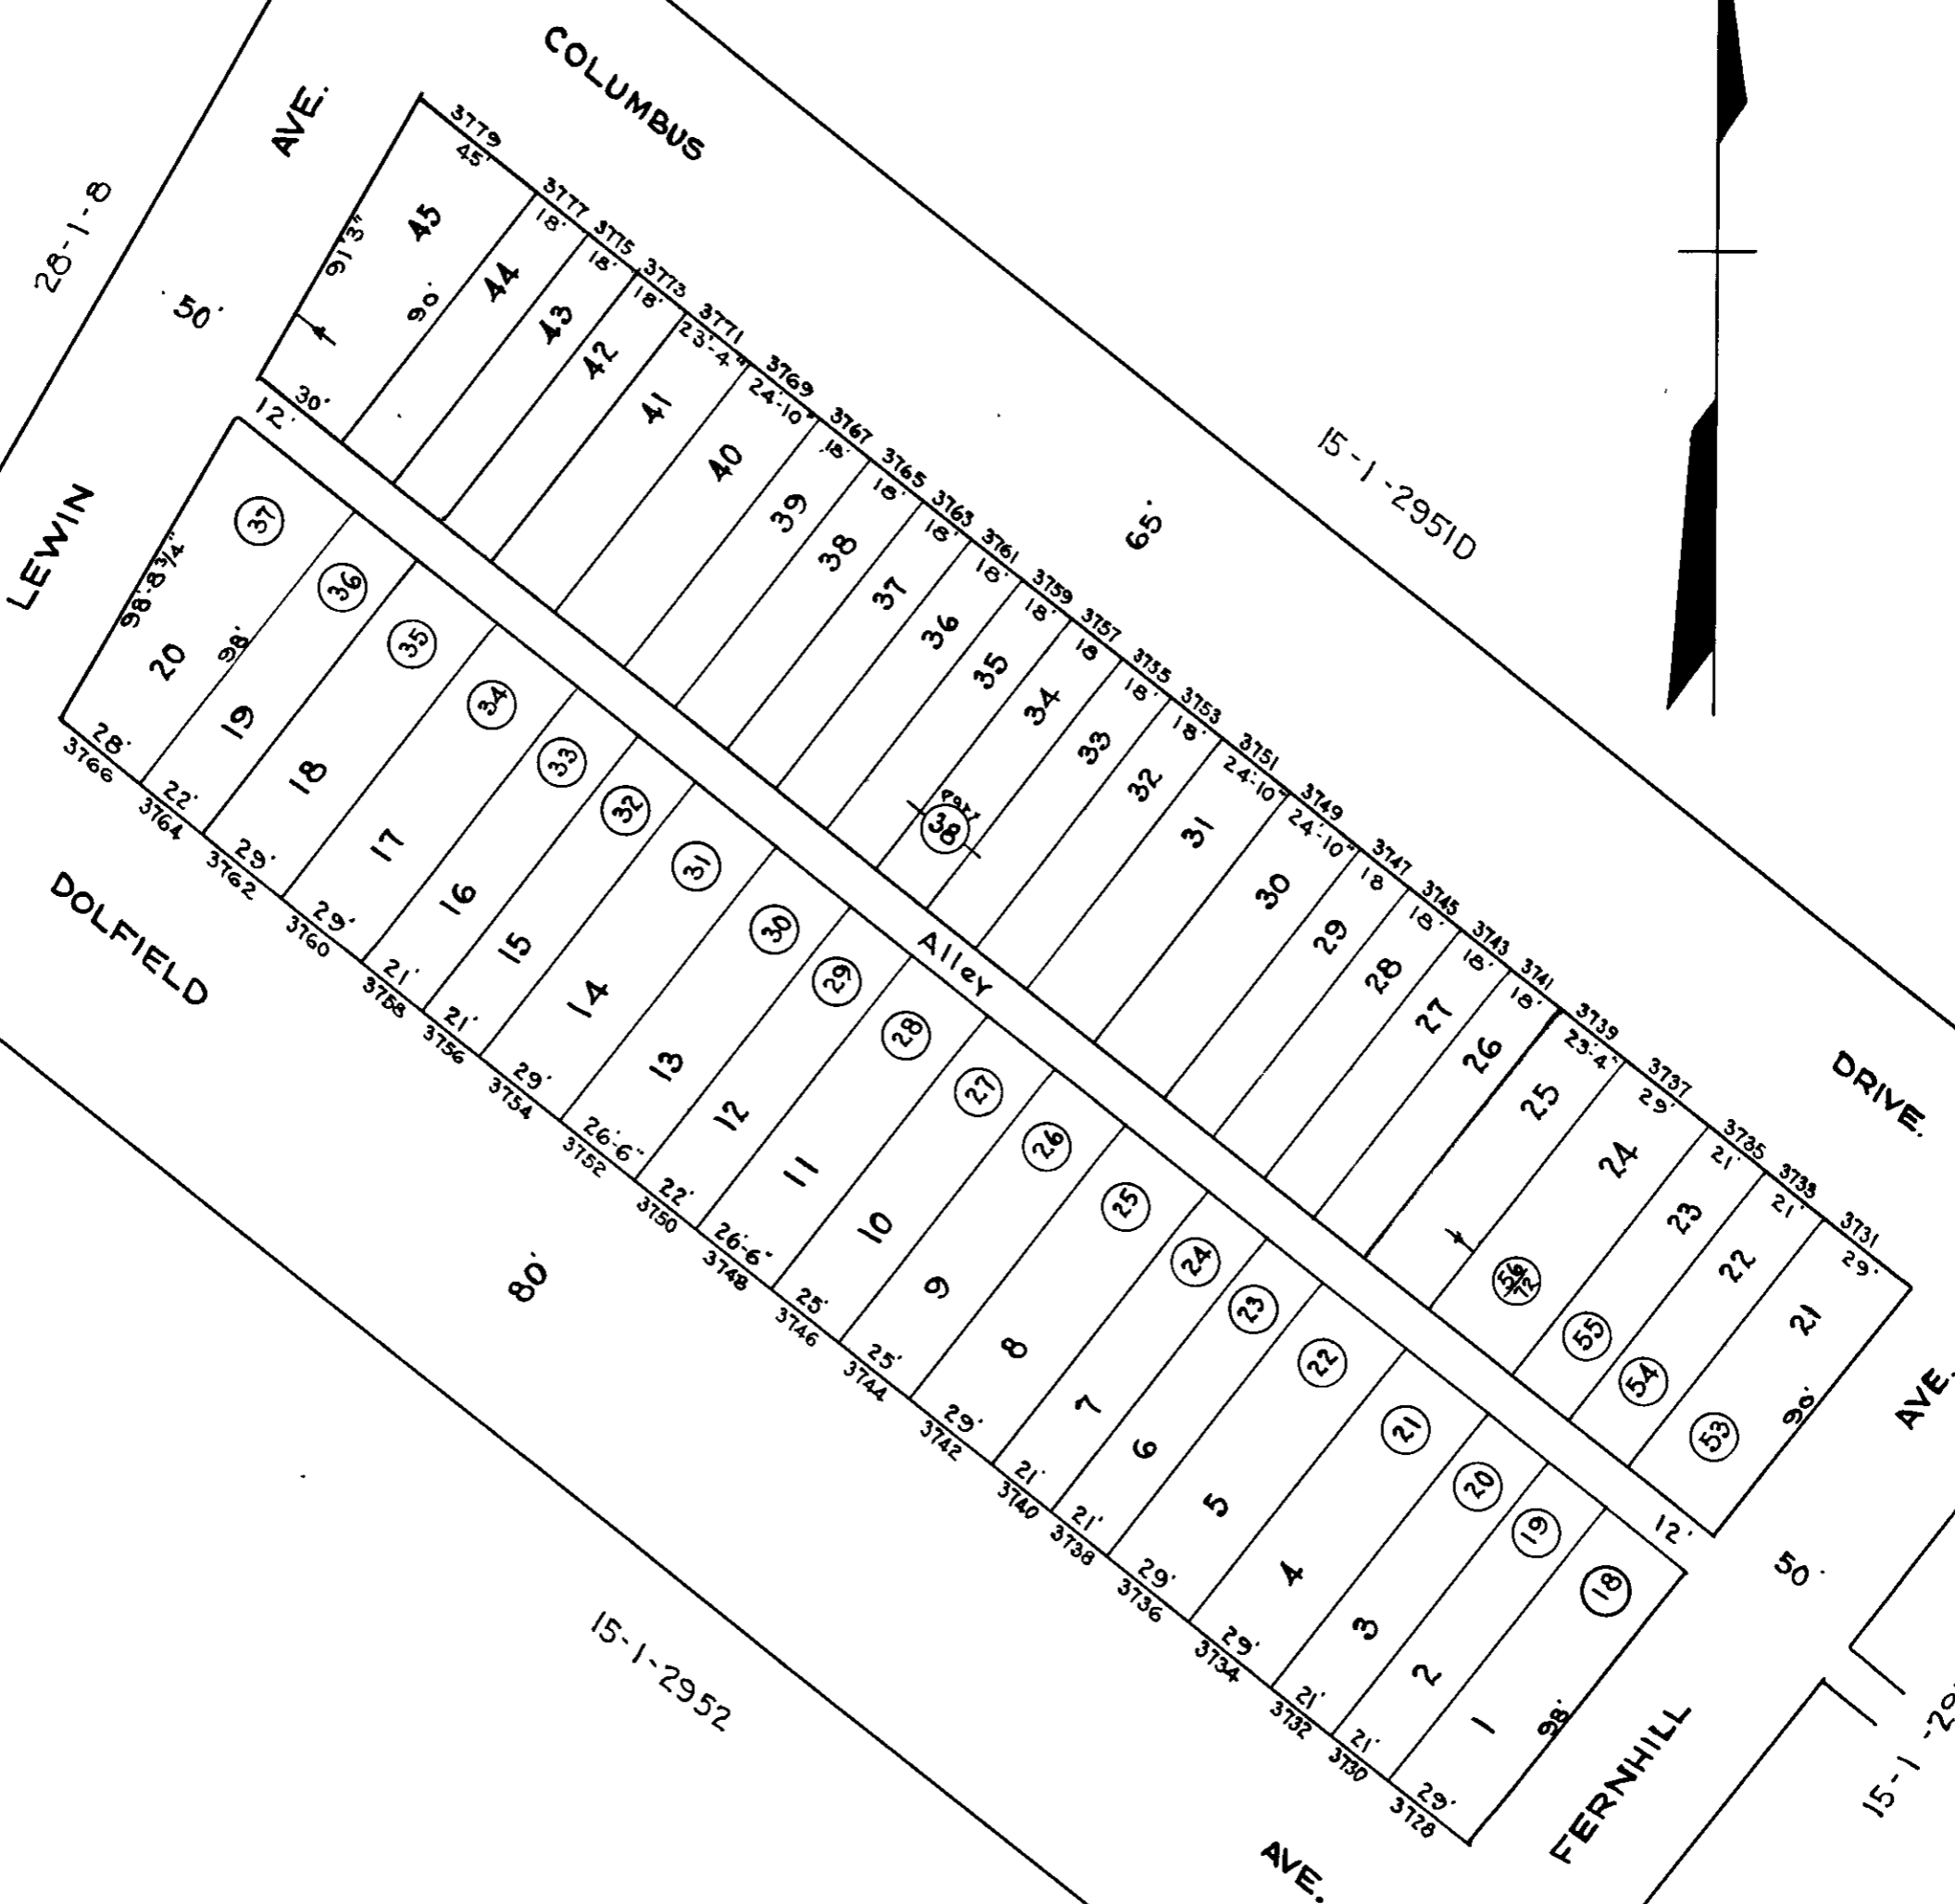 COLUMBUS
DRIVE.
LEWIN
AVE.
DOLFIELD
AVE.
FERNHILL
AVE.
28-1-8
50'
15-1-2951D
65'
80'
15-1-2952
50'
Alley
12'
12'
3779 3777 3775 3773 3771 3769 3767 3765 3763 3761 3759 3757 3755 3753 3751 3749 3747 3745 3743 3741 3739 3737 3735 3733 3731
45' 18' 18' 18' 23'-4" 24'-10" 18' 18' 18' 18' 18' 18 18' 18' 24'-10" 24'-10" 18 18' 18' 18' 23'-4" 29' 21' 21' 29'
45 44 43 42 41 40 39 38 37 36 35 34 33 32 31 30 29 28 27 26 25 24 23 22 21
91'3"
90'
30'
Part
38
56/72 55 54 53
90'
37 36 35 34 33 32 31 30 29 28 27 26 25 24 23 22 21 20 19 18
98'-8 3/4"
98'
20 19 18 17 16 15 14 13 12 11 10 9 8 7 6 5 4 3 2 1
98'
28' 22' 29' 29' 21' 21' 29' 26'-6" 22' 26'-6" 25' 25' 29' 21' 21' 29' 29' 21' 21' 29'
3766 3764 3762 3760 3758 3756 3754 3752 3750 3748 3746 3744 3742 3740 3738 3736 3734 3732 3730 3728